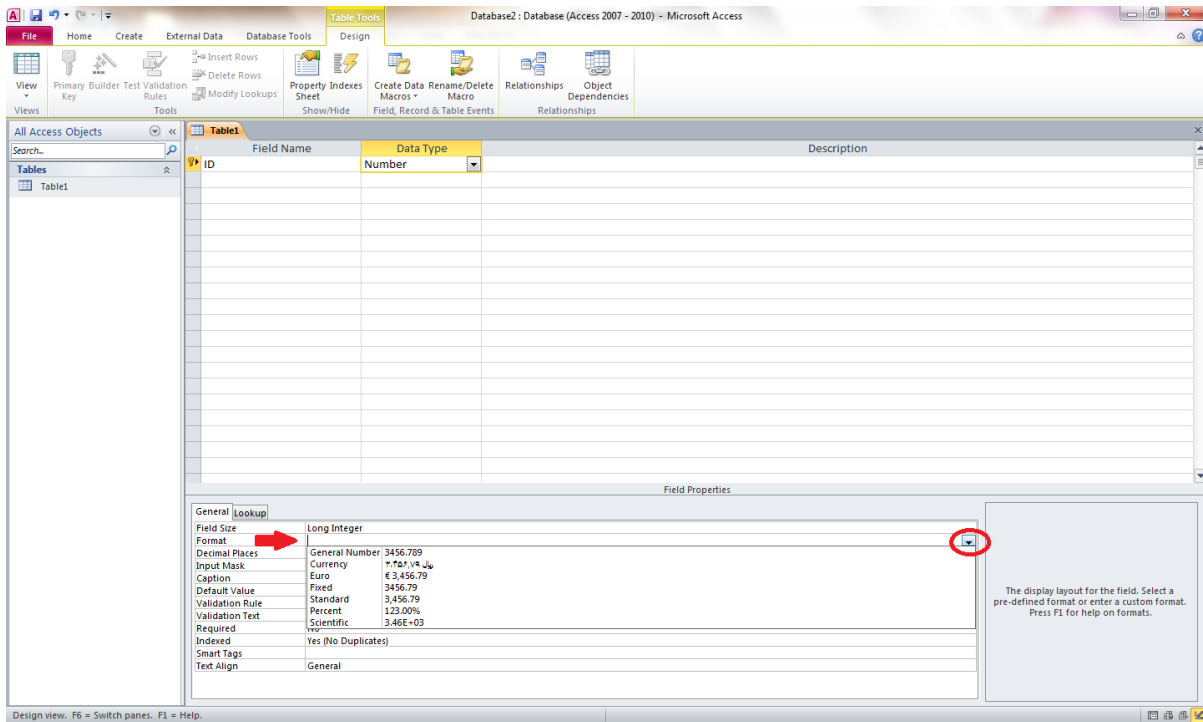 Table Tools
Database2 : Database (Access 2007 - 2010) - Microsoft Access
File Home Create External Data Database Tools Design
View
Primary Key
Builder
Test Validation Rules
Insert Rows
Delete Rows
Modify Lookups
Property Sheet
Indexes
Create Data Macros
Rename/Delete Macro
Relationships
Object Dependencies
Views Tools Show/Hide Field, Record & Table Events Relationships
All Access Objects
Search..
Tables
Table1
Table1
Field Name Data Type Description
ID Number
Field Properties
General Lookup
Field Size Long Integer
Format
Decimal Places
Input Mask
Caption
Default Value
Validation Rule
Validation Text
Required No
Indexed Yes (No Duplicates)
Smart Tags
Text Align General
General Number 3456.789
Currency ریال ۳،۴۵۶,۷۹
Euro € 3,456.79
Fixed 3456.79
Standard 3,456.79
Percent 123.00%
Scientific 3.46E+03
The display layout for the field. Select a
pre-defined format or enter a custom format.
Press F1 for help on formats.
Design view. F6 = Switch panes. F1 = Help.